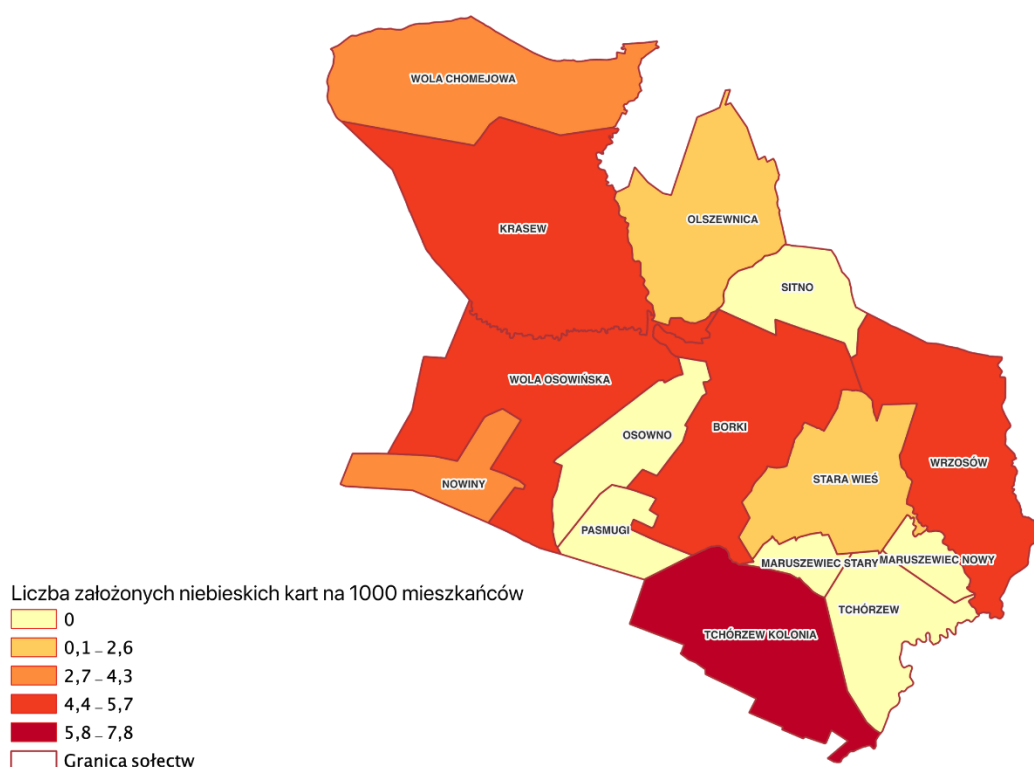 WOLA CHOMEJOWA
OLSZEWNICA
KRASEW
SITNO
WOLA OSOWIŃSKA
OSOWNO
BORKI
WRZOSÓW
STARA WIEŚ
NOWINY
PASMUGI
MARUSZEWIEC STARY
MARUSZEWIEC NOWY
TCHÓRZEW
TCHÓRZEW KOLONIA
Liczba założonych niebieskich kart na 1000 mieszkańców
0
0,1 – 2,6
2,7 – 4,3
4,4 – 5,7
5,8 – 7,8
Granica sołectw